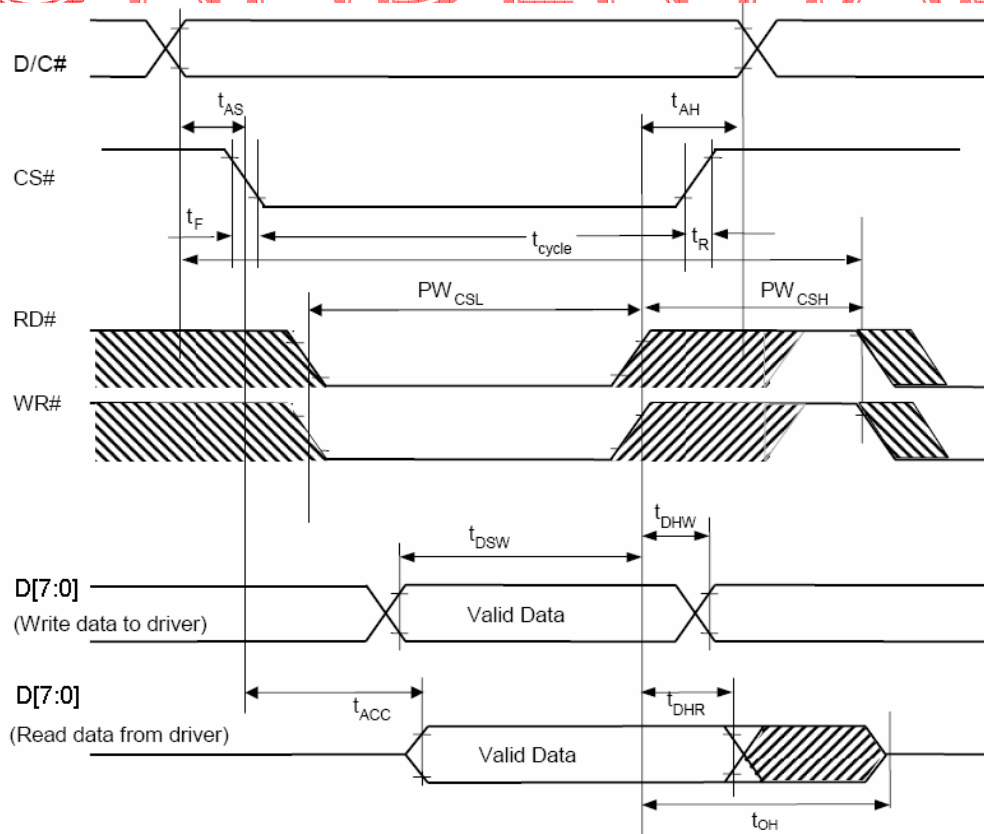 D/C#
tAS
tAH
CS#
tF
tcycle
tR
PWCSL
PWCSH
RD#
WR#
tDSW
tDHW
D[7:0]
(Write data to driver)
Valid Data
D[7:0]
(Read data from driver)
tACC
tDHR
Valid Data
tOH